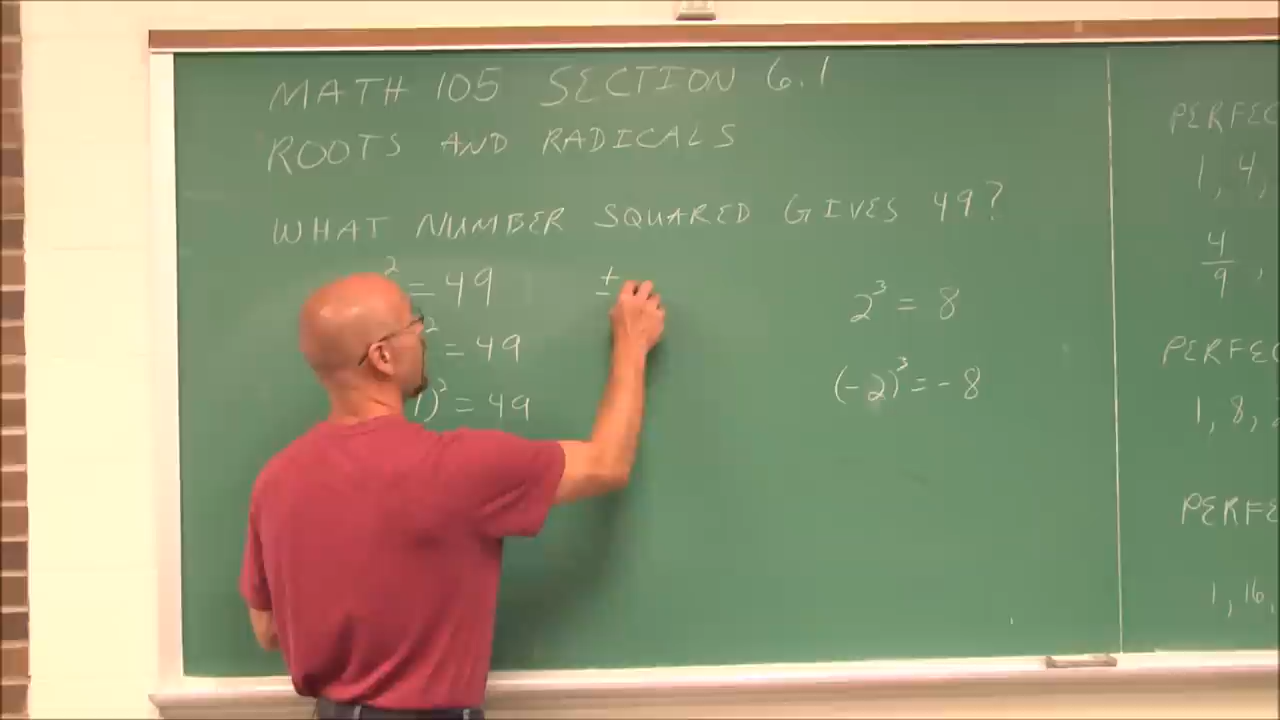 MATH 105 SECTION 6.1
ROOTS AND RADICALS
WHAT NUMBER SQUARED GIVES 49?
² = 49
² = 49
)² = 49
±
2³ = 8
(-2)³ = -8
PERFEC
1, 4,
4/9,
PERFEC
1, 8,
PERFE
1, 16,